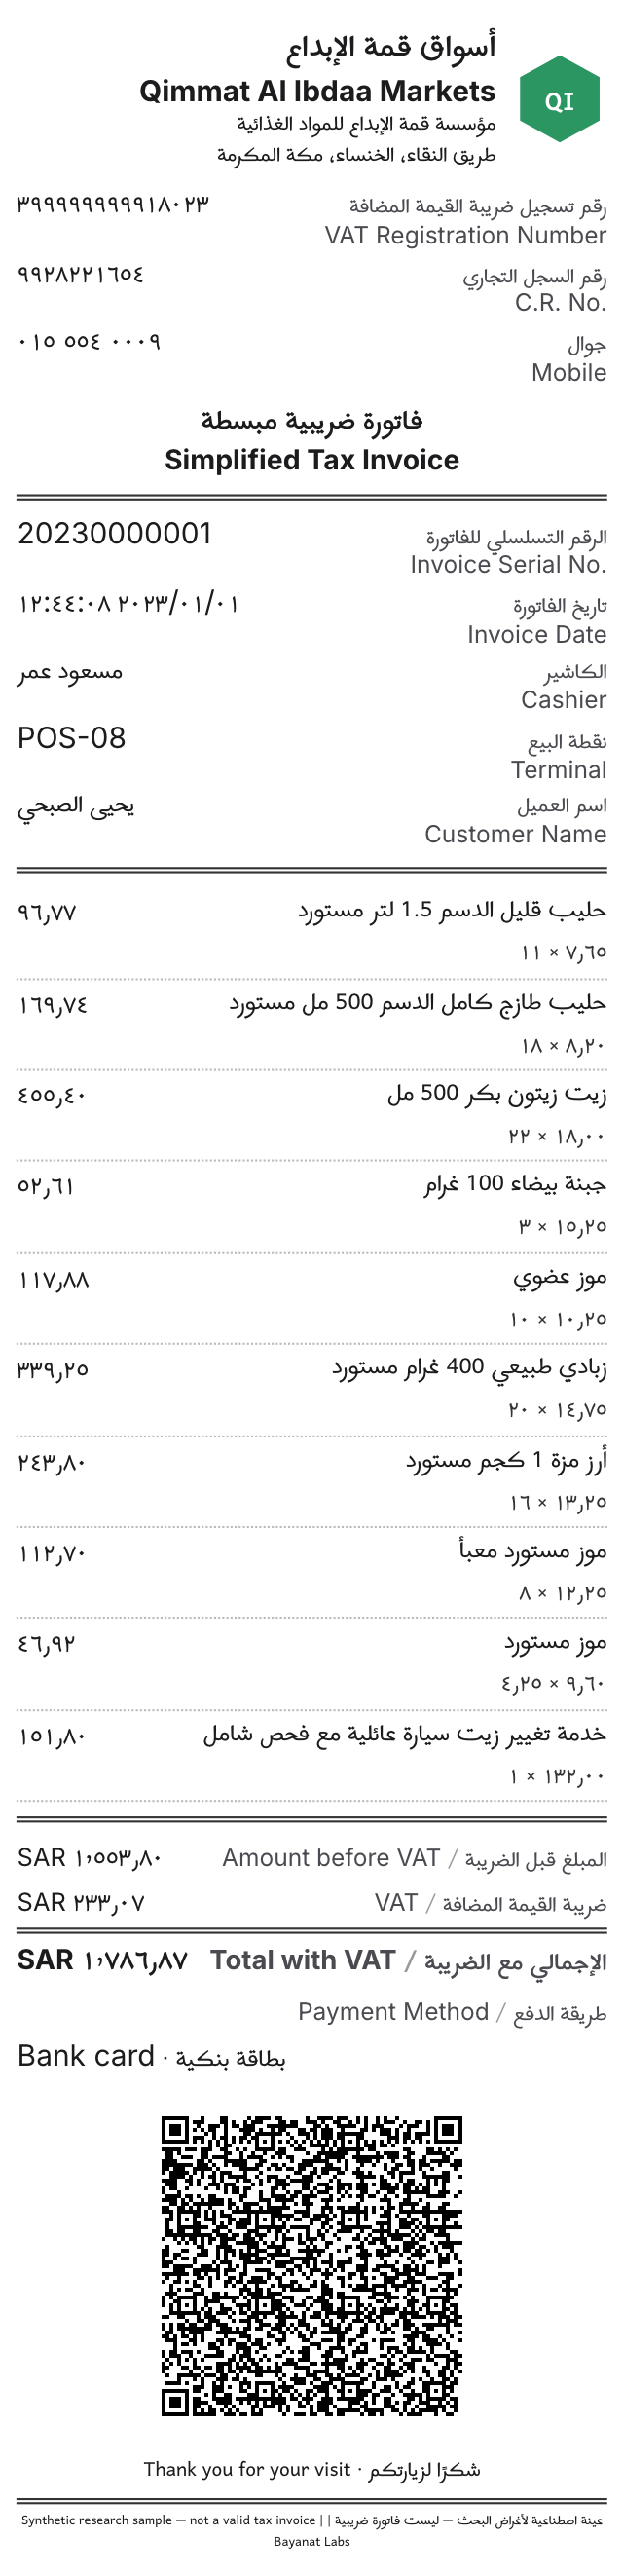 أسواق قمة الإبداع
QI
Qimmat Al Ibdaa Markets
مؤسسة قمة الإبداع للمواد الغذائية
طريق النقاء، الخنساء، مكة المكرمة
رقم تسجيل ضريبة القيمة المضافة ٣٩٩٩٩٩٩٩٩٩١٨٠٢٣
VAT Registration Number
رقم السجل التجاري ٩٩٢٨٢٢١٦٥٤
C.R. No.
جوال ٠١٥ ٥٥٤ ٠٠٠٩
Mobile
فاتورة ضريبية مبسطة
Simplified Tax Invoice
الرقم التسلسلي للفاتورة 20230000001
Invoice Serial No.
تاريخ الفاتورة ٢٠٢٣/٠١/٠١ ١٢:٤٤:٠٨
Invoice Date
الكاشير مسعود عمر
Cashier
نقطة البيع POS-08
Terminal
اسم العميل يحيى الصبحي
Customer Name
حليب قليل الدسم 1.5 لتر مستورد ٩٦٫٧٧
١١ × ٧٫٦٥
حليب طازج كامل الدسم 500 مل مستورد ١٦٩٫٧٤
١٨ × ٨٫٢٠
زيت زيتون بكر 500 مل ٤٥٥٫٤٠
٢٢ × ١٨٫٠٠
جبنة بيضاء 100 غرام ٥٢٫٦١
٣ × ١٥٫٢٥
موز عضوي ١١٧٫٨٨
١٠ × ١٠٫٢٥
زبادي طبيعي 400 غرام مستورد ٣٣٩٫٢٥
٢٠ × ١٤٫٧٥
أرز مزة 1 كجم مستورد ٢٤٣٫٨٠
١٦ × ١٣٫٢٥
موز مستورد معبأ ١١٢٫٧٠
٨ × ١٢٫٢٥
موز مستورد ٤٦٫٩٢
٤٫٢٥ × ٩٫٦٠
خدمة تغيير زيت سيارة عائلية مع فحص شامل ١٥١٫٨٠
١ × ١٣٢٫٠٠
المبلغ قبل الضريبة / Amount before VAT SAR ١٬٥٥٣٫٨٠
ضريبة القيمة المضافة / VAT SAR ٢٣٣٫٠٧
الإجمالي مع الضريبة / Total with VAT SAR ١٬٧٨٦٫٨٧
طريقة الدفع / Payment Method
Bank card · بطاقة بنكية
شكرًا لزيارتكم · Thank you for your visit
عينة اصطناعية لأغراض البحث — ليست فاتورة ضريبية | Synthetic research sample — not a valid tax invoice |
Bayanat Labs